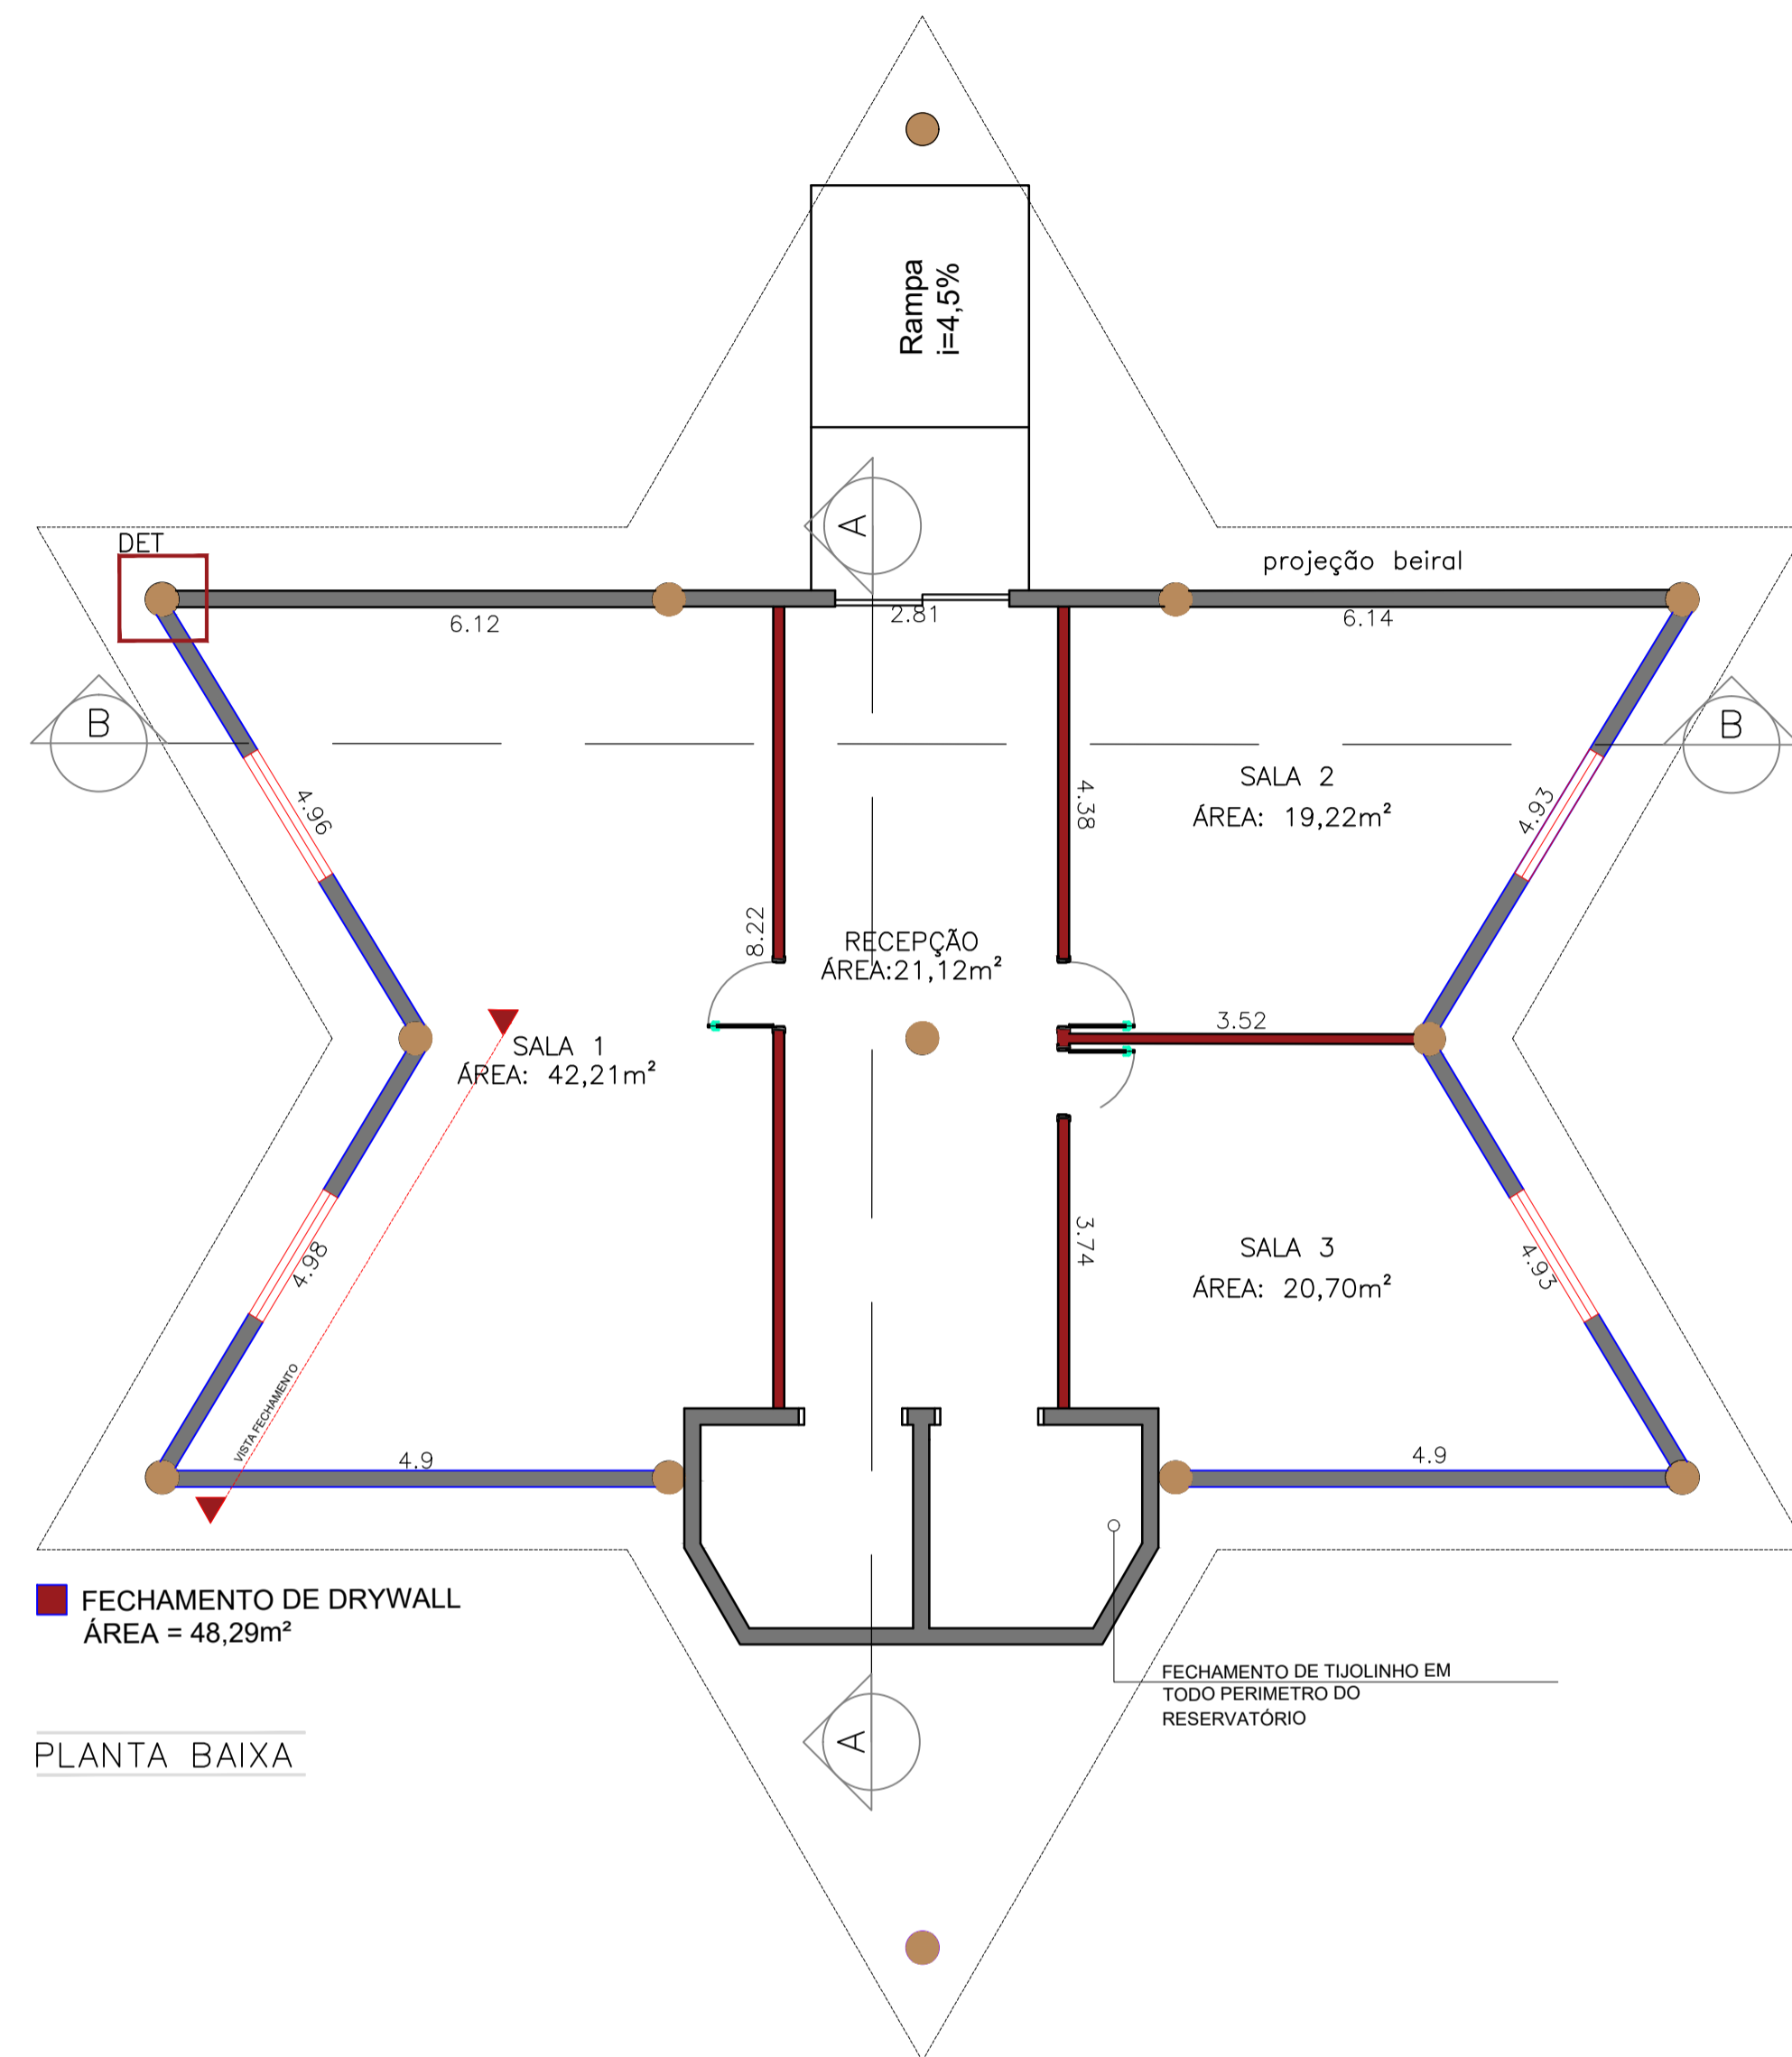 Rampa
i=4,5%
A
DET
projeção beiral
6.12
2.81
6.14
B
B
4.96
4.38
SALA 2
ÁREA: 19,22m²
4.93
8.22
RECEPÇÃO
ÁREA:21,12m²
3.52
SALA 1
ÁREA: 42,21m²
4.98
3.74
SALA 3
ÁREA: 20,70m²
4.93
VISTA FECHAMENTO
4.9
4.9
FECHAMENTO DE DRYWALL
ÁREA = 48,29m²
FECHAMENTO DE TIJOLINHO EM
TODO PERIMETRO DO
RESERVATÓRIO
A
PLANTA BAIXA